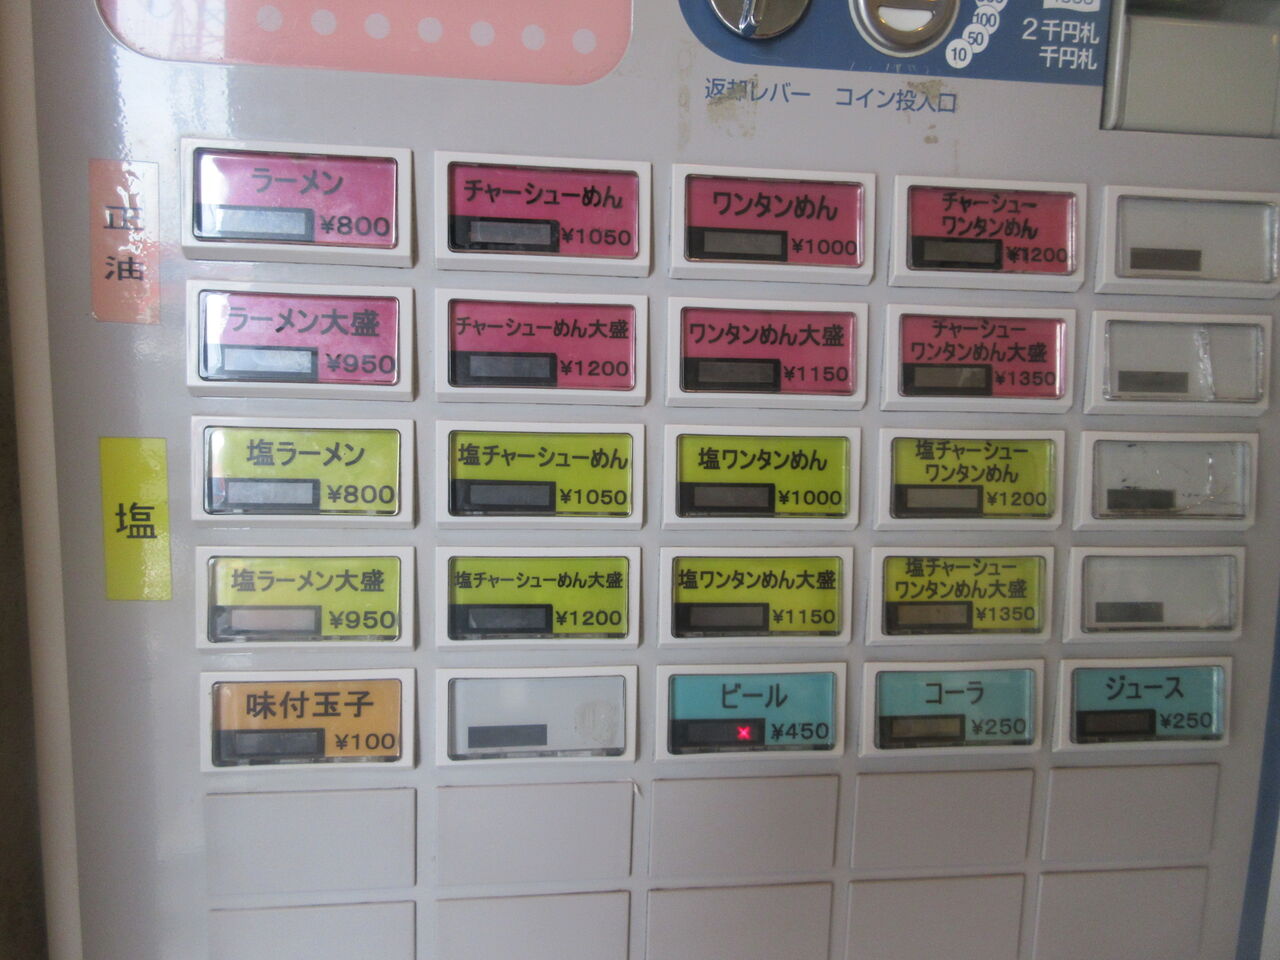 100
50
10
2千円札
千円札
返却レバー
コイン投入口
正油
ラーメン
¥800
チャーシューめん
¥1050
ワンタンめん
¥1000
チャーシュー
ワンタンめん
¥1200
ラーメン大盛
¥950
チャーシューめん大盛
¥1200
ワンタンめん大盛
¥1150
チャーシュー
ワンタンめん大盛
¥1350
塩
塩ラーメン
¥800
塩チャーシューめん
¥1050
塩ワンタンめん
¥1000
塩チャーシュー
ワンタンめん
¥1200
塩ラーメン大盛
¥950
塩チャーシューめん大盛
¥1200
塩ワンタンめん大盛
¥1150
塩チャーシュー
ワンタンめん大盛
¥1350
味付玉子
¥100
ビール
×
¥450
コーラ
¥250
ジュース
¥250